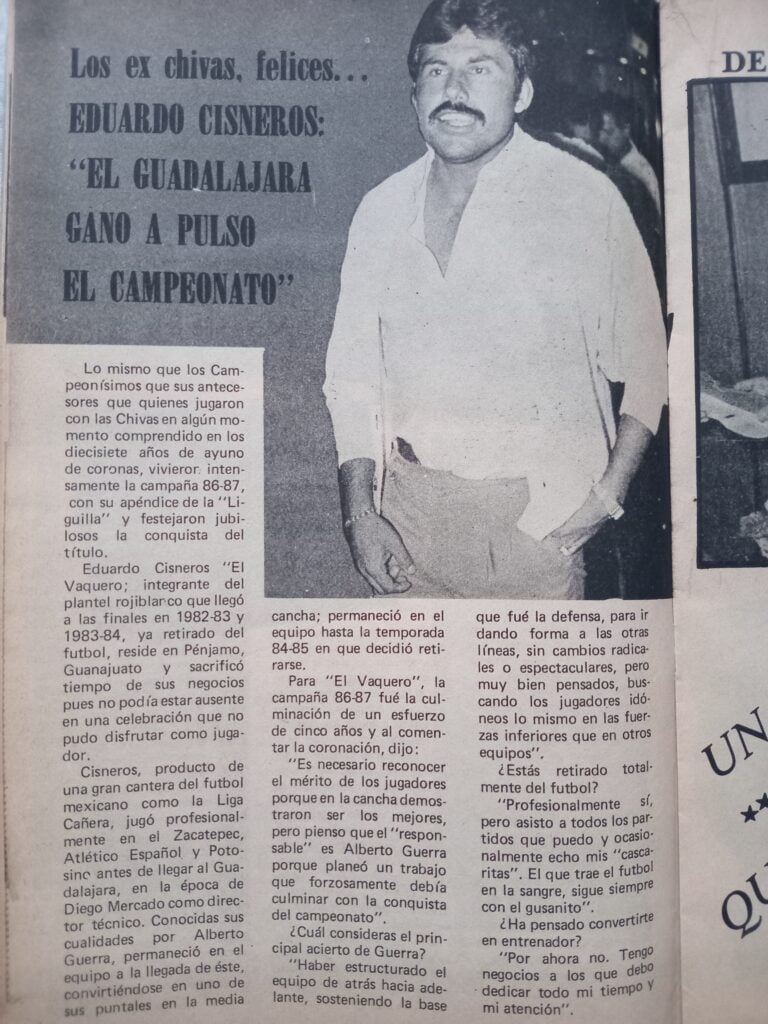 Los ex chivas, felices...
EDUARDO CISNEROS:
"EL GUADALAJARA
GANO A PULSO
EL CAMPEONATO"
Lo mismo que los Cam-
peonísimos que sus antece-
sores que quienes jugaron
con las Chivas en algún mo-
mento comprendido en los
diecisiete años de ayuno
de coronas, vivieron inten-
samente la campaña 86-87,
con su apéndice de la "Li-
guilla" y festejaron jubi-
losos la conquista del
título.
Eduardo Cisneros "El
Vaquero; integrante del
plantel rojiblanco que llegó
a las finales en 1982-83 y
1983-84, ya retirado del
futbol, reside en Pénjamo,
Guanajuato y sacrificó
tiempo de sus negocios
pues no podía estar ausente
en una celebración que no
pudo disfrutar como juga-
dor.
Cisneros, producto de
una gran cantera del futbol
mexicano como la Liga
Cañera, jugó profesional-
mente en el Zacatepec,
Atlético Español y Poto-
sino antes de llegar al Gua-
dalajara, en la época de
Diego Mercado como direc-
tor técnico. Conocidas sus
cualidades por Alberto
Guerra, permaneció en el
equipo a la llegada de éste,
convirtiéndose en uno de
sus puntales en la media
cancha; permaneció en el
equipo hasta la temporada
84-85 en que decidió reti-
rarse.
Para "El Vaquero", la
campaña 86-87 fué la cul-
minación de un esfuerzo
de cinco años y al comen-
tar la coronación, dijo:
"Es necesario reconocer
el mérito de los jugadores
porque en la cancha demos-
traron ser los mejores,
pero pienso que el "respon-
sable" es Alberto Guerra
porque planeó un trabajo
que forzosamente debía
culminar con la conquista
del campeonato".
¿Cuál consideras el prin-
cipal acierto de Guerra?
"Haber estructurado el
equipo de atrás hacia ade-
lante, sosteniendo la base
que fué la defensa, para ir
dando forma a las otras
líneas, sin cambios radica-
les o espectaculares, pero
muy bien pensados, bus-
cando los jugadores idó-
neos lo mismo en las fuer-
zas inferiores que en otros
equipos".
¿Estás retirado total-
mente del futbol?
"Profesionalmente sí,
pero asisto a todos los par-
tidos que puedo y ocasio-
nalmente echo mis "casca-
ritas". El que trae el futbol
en la sangre, sigue siempre
con el gusanito".
¿Ha pensado convertirte
en entrenador?
"Por ahora no. Tengo
negocios a los que debo
dedicar todo mi tiempo y
mi atención".
DE
UN
QU